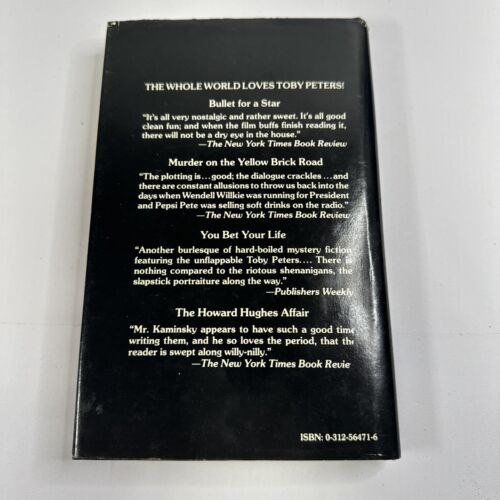 THE WHOLE WORLD LOVES TOBY PETERS!
Bullet for a Star
“It's all very nostalgic and rather sweet. It's all good
clean fun; and when the film buffs finish reading it,
there will not be a dry eye in the house.”
—The New York Times Book Review
Murder on the Yellow Brick Road
“The plotting is...good; the dialogue crackles ...and
there are constant allusions to throw us back into the
days when Wendell Willkie was running for President
and Pepsi Pete was selling soft drinks on the radio.”
—The New York Times Book Review
You Bet Your Life
“Another burlesque of hard-boiled mystery fiction
featuring the unflappable Toby Peters.... There is
nothing compared to the riotous shenanigans, the
slapstick portraiture along the way.”
—Publishers Weekly
The Howard Hughes Affair
“Mr. Kaminsky appears to have such a good time
writing them, and he so loves the period, that the
reader is swept along willy-nilly.”
—The New York Times Book Revie
ISBN: 0-312-56471-6